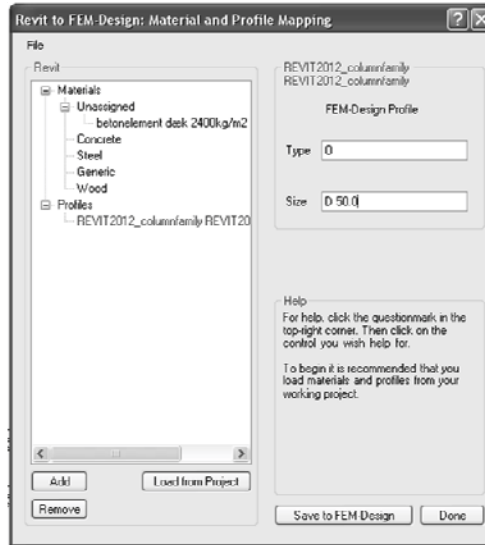 Revit to FEM-Design: Material and Profile Mapping
File
Revit
Materials
Unassigned
betonelement dæk 2400kg/m2
Concrete
Steel
Generic
Wood
Profiles
REVIT2012_columnfamily REVIT20
Add
Load from Project
Remove
REVIT2012_columnfamily
REVIT2012_columnfamily
FEM-Design Profile
Type O
Size D 50.0
Help
For help, click the questionmark in the
top-right corner. Then click on the
control you wish help for.
To begin it is recommended that you
load materials and profiles from your
working project.
Save to FEM-Design
Done